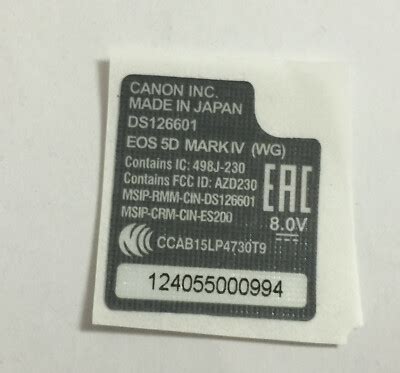 CANON INC.
MADE IN JAPAN
DS126601
EOS 5D MARK IV (WG)
Contains IC: 498J-230
Contains FCC ID: AZD230
MSIP-RMM-CIN-DS126601
MSIP-CRM-CIN-ES200
EAC
8.0V
CCAB15LP4730T9
124055000994